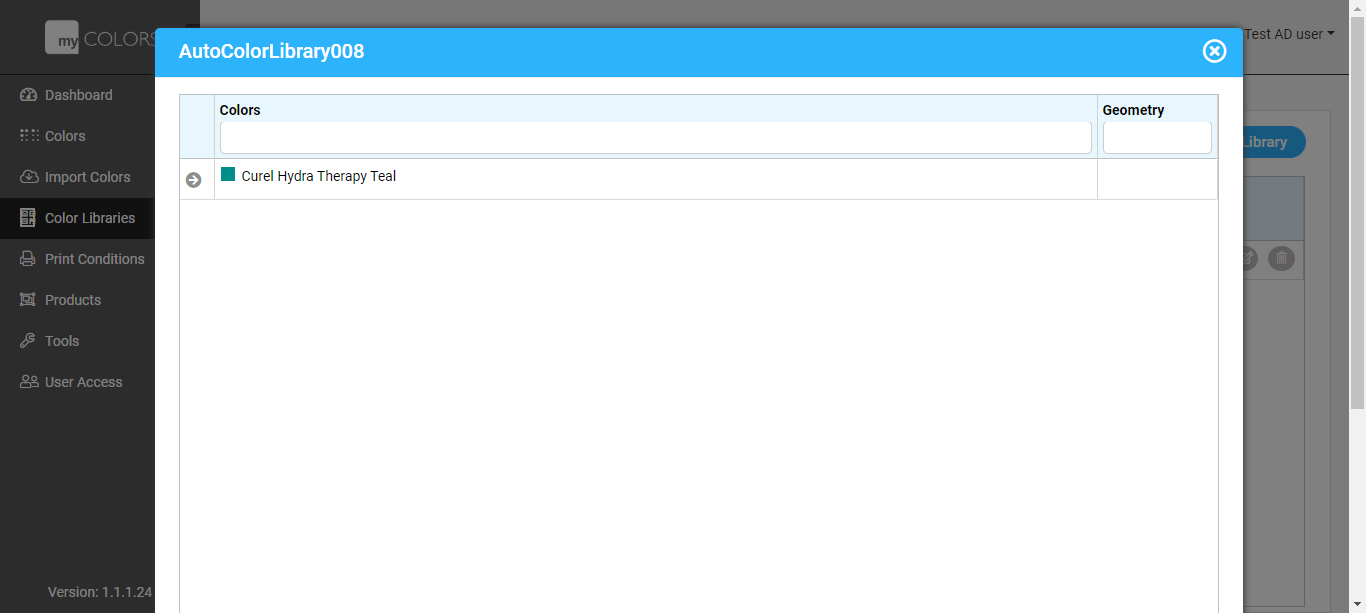 my COLORS
Test AD user
AutoColorLibrary008
Dashboard
Colors
Import Colors
Color Libraries
Print Conditions
Products
Tools
User Access
Version: 1.1.1.24
Colors
Geometry
Curel Hydra Therapy Teal
Library